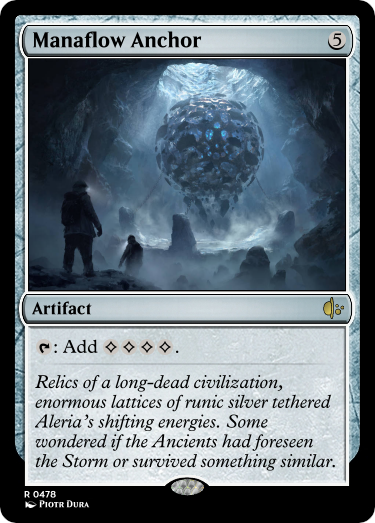 Manaflow Anchor 5
Artifact
: Add .
Relics of a long-dead civilization,
enormous lattices of runic silver tethered
Aleria's shifting energies. Some
wondered if the Ancients had foreseen
the Storm or survived something similar.
R 0478
Piotr Dura